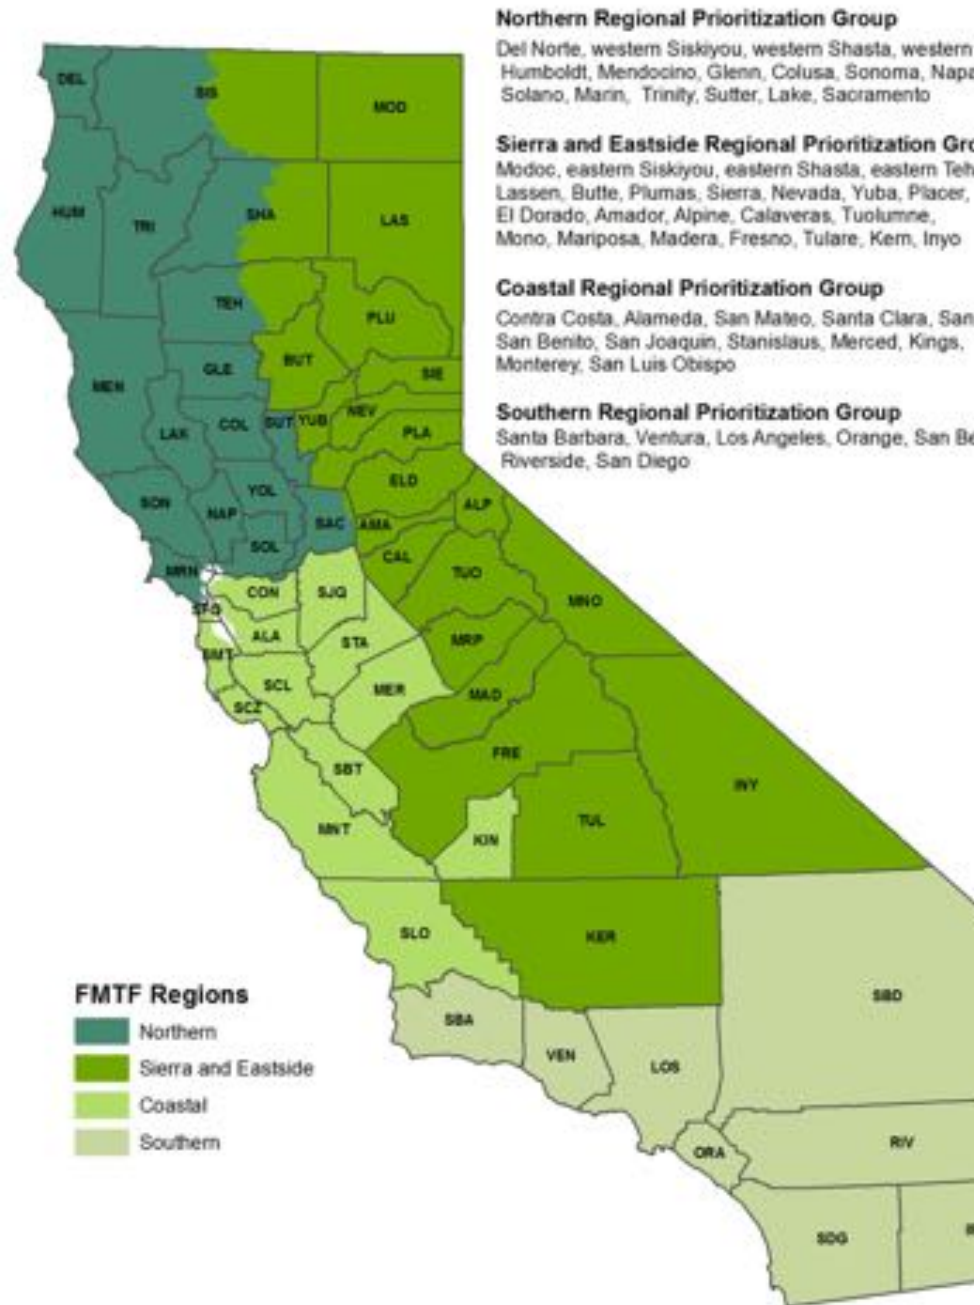 Northern Regional Prioritization Group
Del Norte, western Siskiyou, western Shasta, western
Humboldt, Mendocino, Glenn, Colusa, Sonoma, Napa
Solano, Marin, Trinity, Sutter, Lake, Sacramento
Sierra and Eastside Regional Prioritization Gro
Modoc, eastern Siskiyou, eastern Shasta, eastern Teh
Lassen, Butte, Plumas, Sierra, Nevada, Yuba, Placer,
El Dorado, Amador, Alpine, Calaveras, Tuolumne,
Mono, Mariposa, Madera, Fresno, Tulare, Kern, Inyo
Coastal Regional Prioritization Group
Contra Costa, Alameda, San Mateo, Santa Clara, San
San Benito, San Joaquin, Stanislaus, Merced, Kings,
Monterey, San Luis Obispo
Southern Regional Prioritization Group
Santa Barbara, Ventura, Los Angeles, Orange, San Be
Riverside, San Diego
DEL
SIS
MOD
HUM
TRI
SHA
LAS
TEH
PLU
BUT
GLE
SIE
MEN
LAK
COL
SUT
YUB
NEV
PLA
YOL
ELD
SON
NAP
SAC
AMA
ALP
SOL
CAL
MRN
TUO
CON
SJQ
MNO
ALA
STA
MRP
SMT
SCL
MER
MAD
SCZ
FRE
SBT
INY
MNT
KIN
TUL
SLO
KER
SBD
SBA
VEN
LOS
ORA
RIV
SDG
FMTF Regions
Northern
Sierra and Eastside
Coastal
Southern